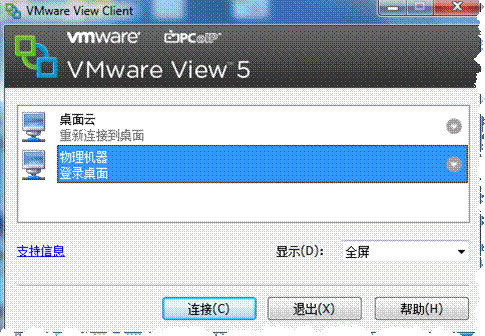 VMware View Client
vmware PCoIP
VMware View™ 5
桌面云
重新连接到桌面
物理机器
登录桌面
支持信息 显示(D): 全屏
连接(C) 退出(X) 帮助(H)